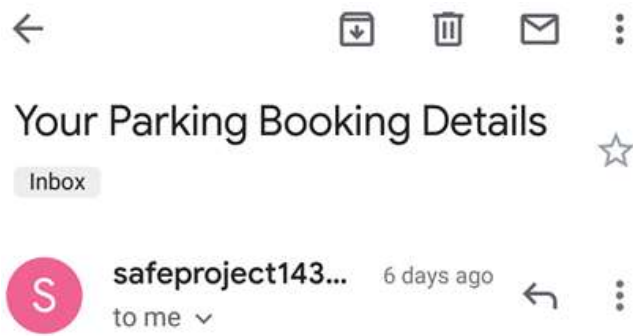 Your Parking Booking Details
Inbox
S
safeproject143... 6 days ago
to me